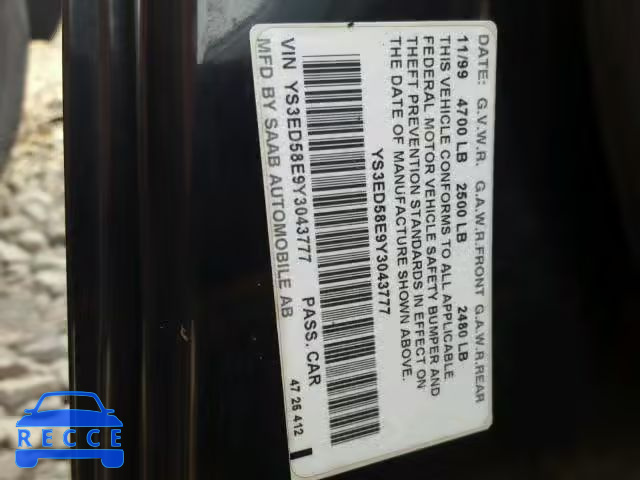 DATE: G.V.W.R. G.A.W.R.FRONT G.A.W.R.REAR
11/99 4700 LB 2500 LB 2480 LB
THIS VEHICLE CONFORMS TO ALL APPLICABLE
FEDERAL MOTOR VEHICLE SAFETY BUMPER AND
THEFT PREVENTION STANDARDS IN EFFECT ON
THE DATE OF MANUFACTURE SHOWN ABOVE.
YS3ED58E9Y3043777
VIN YS3ED58E9Y3043777 PASS. CAR
MFD BY SAAB AUTOMOBILE AB
47 25 412
RECCE